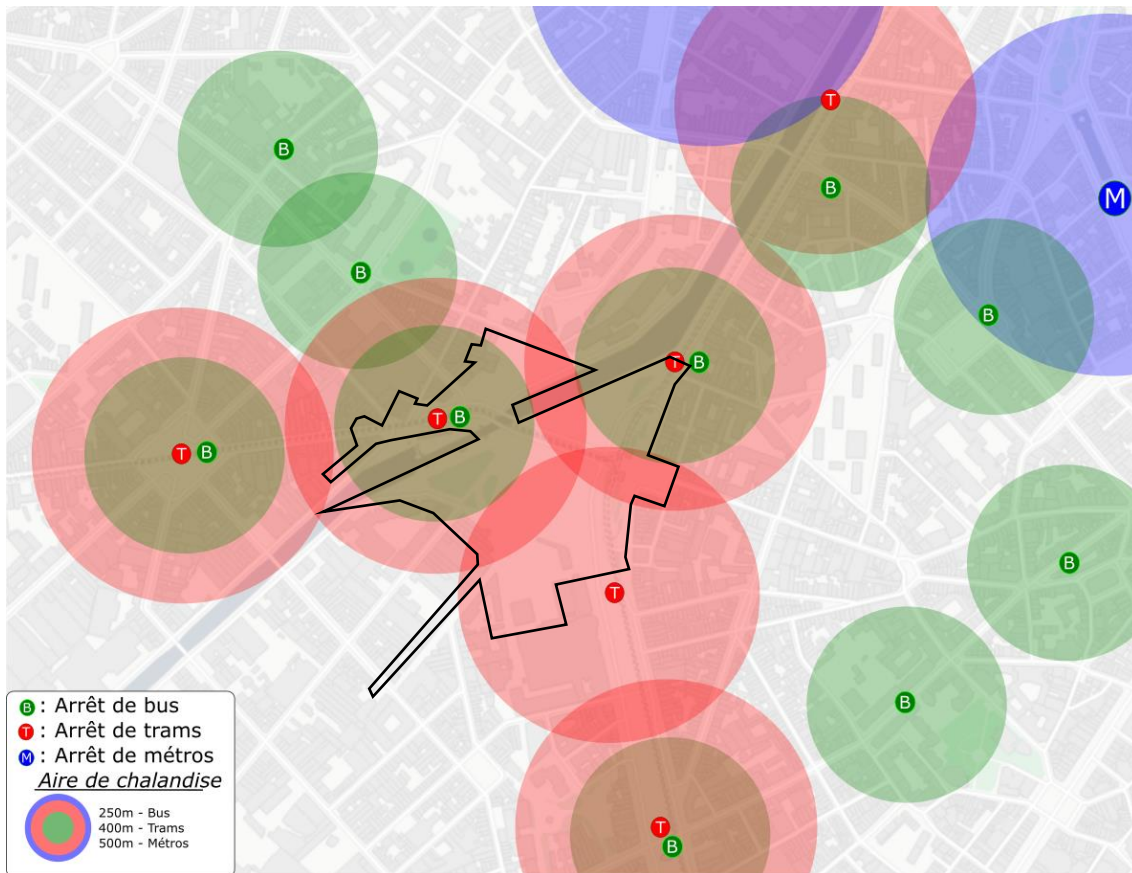 B
B
T
B
M
B
T B
T B
T B
T
B
B
T
B
B : Arrêt de bus
T : Arrêt de trams
M : Arrêt de métros
Aire de chalandise
250m - Bus
400m - Trams
500m - Métros